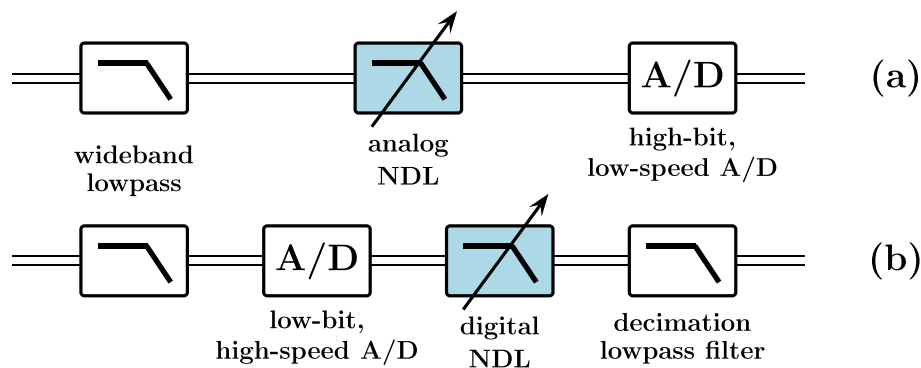 A/D
(a)
wideband
lowpass
analog
NDL
high-bit,
low-speed A/D
A/D
(b)
low-bit,
high-speed A/D
digital
NDL
decimation
lowpass filter